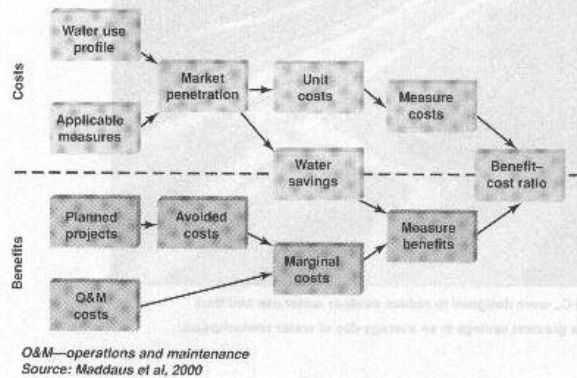 Costs
Water use
profile
Applicable
measures
Market
penetration
Unit
costs
Measure
costs
Water
savings
Benefit–
cost ratio
Benefits
Planned
projects
Avoided
costs
O&M
costs
Marginal
costs
Measure
benefits
O&M—operations and maintenance
Source: Maddaus et al, 2000